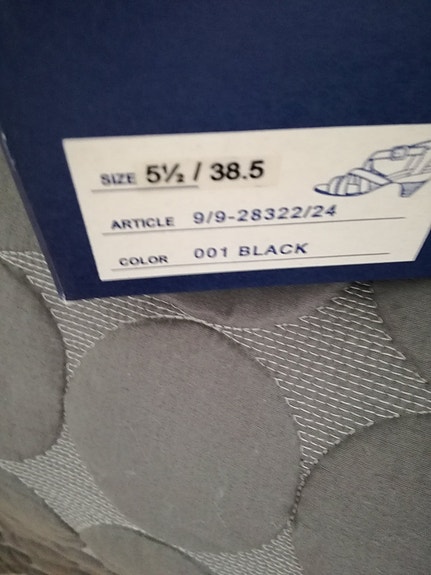 SIZE 5½ / 38.5
ARTICLE 9/9-28322/24
COLOR 001 BLACK